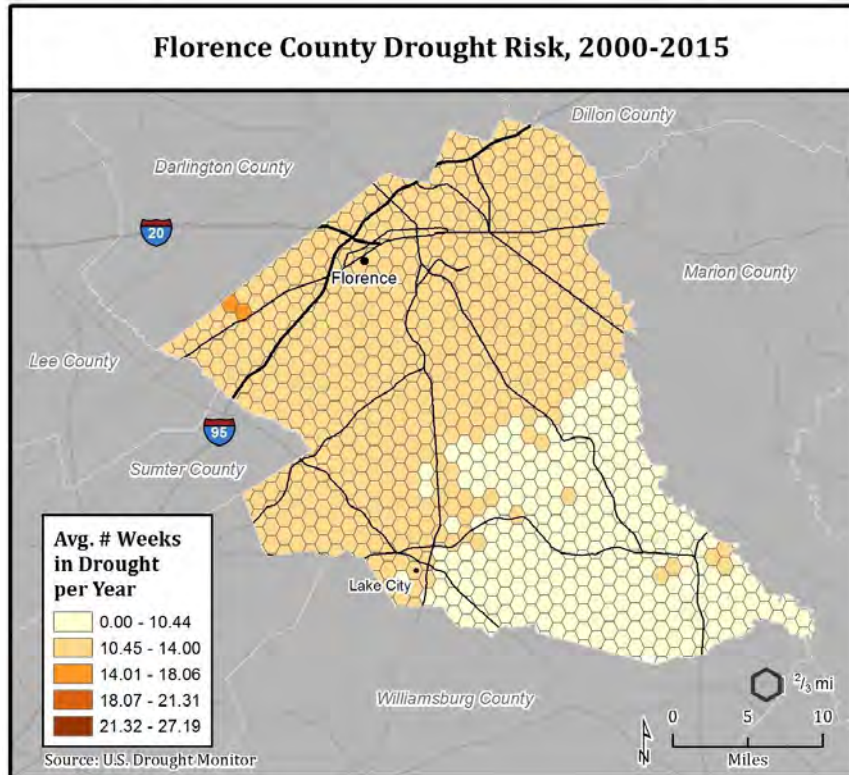 Florence County Drought Risk, 2000-2015
Dillon County
Darlington County
20
Florence
Marion County
Lee County
95
Sumter County
Avg. # Weeks
in Drought
per Year
0.00 - 10.44
10.45 - 14.00
14.01 - 18.06
18.07 - 21.31
21.32 - 27.19
Lake City
Williamsburg County
2/3 mi
N
0 5 10
Miles
Source: U.S. Drought Monitor